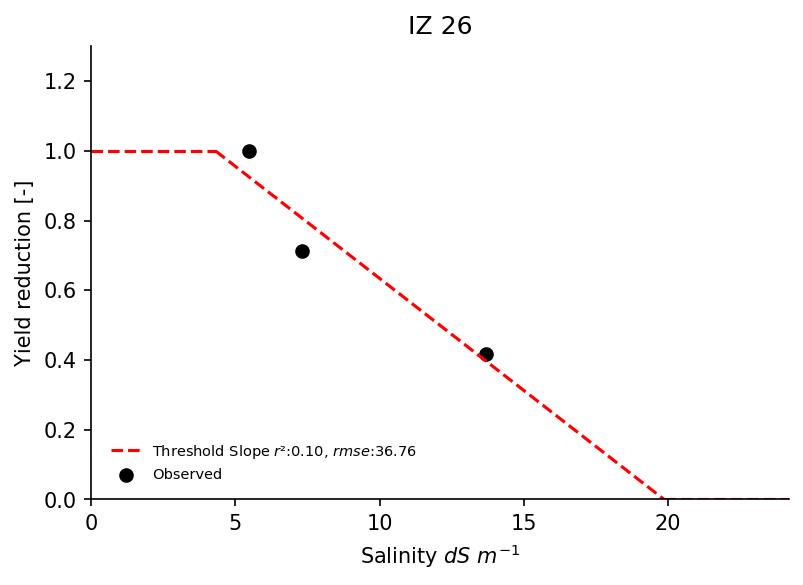 IZ 26
Yield reduction [-]
1.2
1.0
0.8
0.6
0.4
0.2
0.0
Threshold Slope r²:0.10, rmse:36.76
Observed
0 5 10 15 20
Salinity dS m⁻¹